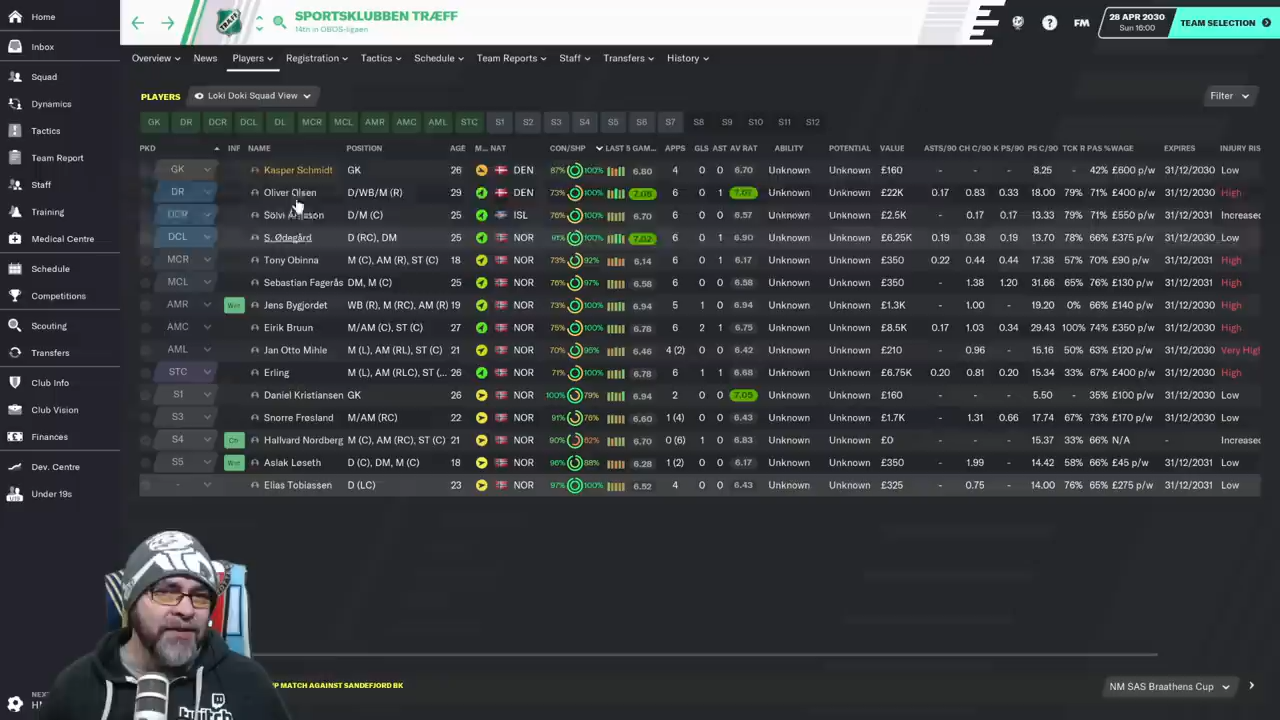 Home
SPORTSKLUBBEN TRÆFF
14th in OBOS-ligaen
FM
28 APR 2030
Sun 16:00
TEAM SELECTION
Inbox
Squad
Dynamics
Tactics
Team Report
Staff
Training
Medical Centre
Schedule
Competitions
Scouting
Transfers
Club Info
Club Vision
Finances
Dev. Centre
Under 19s
Overview News Players Registration Tactics Schedule Team Reports Staff Transfers History
PLAYERS Loki Doki Squad View Filter
GK DR DCR DCL DL MCR MCL AMR AMC AML STC S1 S2 S3 S4 S5 S6 S7 S8 S9 S10 S11 S12
PKD INF NAME POSITION AGE M... NAT CON/SHP LAST 5 GAM... APPS GLS AST AV RAT ABILITY POTENTIAL VALUE ASTS/90 CH C/90 K PS/90 PS C/90 TCK R PAS % WAGE EXPIRES INJURY RIS
GK Kasper Schmidt GK 26 DEN 87% 100% 6.80 4 0 0 6.70 Unknown Unknown £160 - - - 8.25 - 42% £600 p/w 31/12/2030 Low
DR Oliver Olsen D/WB/M (R) 29 DEN 73% 100% 7.08 6 0 1 7.07 Unknown Unknown £22K 0.17 0.83 0.33 18.00 79% 71% £400 p/w 31/12/2030 High
D/M (C) 25 ISL 76% 100% 6.70 6 0 0 6.57 Unknown Unknown £2.5K - 0.17 0.17 13.33 79% 71% £550 p/w 31/12/2030 Increased
DCL S. Ødegård D (RC), DM 25 NOR 91% 100% 7.02 6 0 1 6.90 Unknown Unknown £6.25K 0.19 0.38 0.19 13.70 78% 66% £375 p/w 31/12/2030 Low
MCR Tony Obinna M (C), AM (R), ST (C) 18 NOR 73% 92% 6.14 6 0 1 6.17 Unknown Unknown £350 0.22 0.44 0.44 17.38 57% 70% £90 p/w 31/12/2030 High
MCL Sebastian Fagerås DM, M (C) 25 NOR 76% 97% 6.58 6 0 0 6.58 Unknown Unknown £350 - 1.38 1.20 31.66 65% 76% £130 p/w 31/12/2030 High
AMR Jens Bygjordet WB (R), M (RC), AM (R) 19 NOR 73% 100% 6.94 5 1 0 6.94 Unknown Unknown £1.3K - 1.00 - 19.20 0% 66% £140 p/w 31/12/2030 High
AMC Eirik Bruun M/AM (C), ST (C) 27 NOR 75% 100% 6.78 6 2 1 6.75 Unknown Unknown £8.5K 0.17 1.03 0.34 29.43 100% 74% £350 p/w 31/12/2030 High
AML Jan Otto Mihle M (L), AM (RL), ST (C) 21 NOR 70% 95% 6.46 4 (2) 0 0 6.42 Unknown Unknown £210 - 0.96 - 15.16 50% 63% £120 p/w 31/12/2030 Very High
STC Erling M (L), AM (RLC), ST (... 26 NOR 71% 100% 6.78 6 1 1 6.68 Unknown Unknown £6.75K 0.20 0.81 0.20 15.34 33% 67% £400 p/w 31/12/2030 High
S1 Daniel Kristiansen GK 26 NOR 100% 79% 6.94 2 0 0 7.05 Unknown Unknown £160 - - - 5.50 - 35% £100 p/w 31/12/2030 Low
S3 Snorre Frøsland M/AM (RC) 22 NOR 91% 76% 6.60 1 (4) 0 0 6.43 Unknown Unknown £1.7K - 1.31 0.66 17.74 67% 73% £170 p/w 31/12/2030 Low
S4 Hallvard Nordberg M (C), AM (RC), ST (C) 21 NOR 90% 62% 6.70 0 (6) 1 0 6.83 Unknown Unknown £0 - - - 15.37 33% 66% N/A - Increased
S5 Aslak Løseth D (C), DM, M (C) 18 NOR 96% 88% 6.28 1 (2) 0 0 6.17 Unknown Unknown £350 - 1.99 - 14.42 58% 66% £45 p/w 31/12/2031 Low
- Elias Tobiassen D (LC) 23 NOR 97% 100% 6.52 4 0 0 6.43 Unknown Unknown £325 - 0.75 - 14.00 76% 65% £275 p/w 31/12/2031 Low
MATCH AGAINST SANDEFJORD BK
NM SAS Braathens Cup
twitch